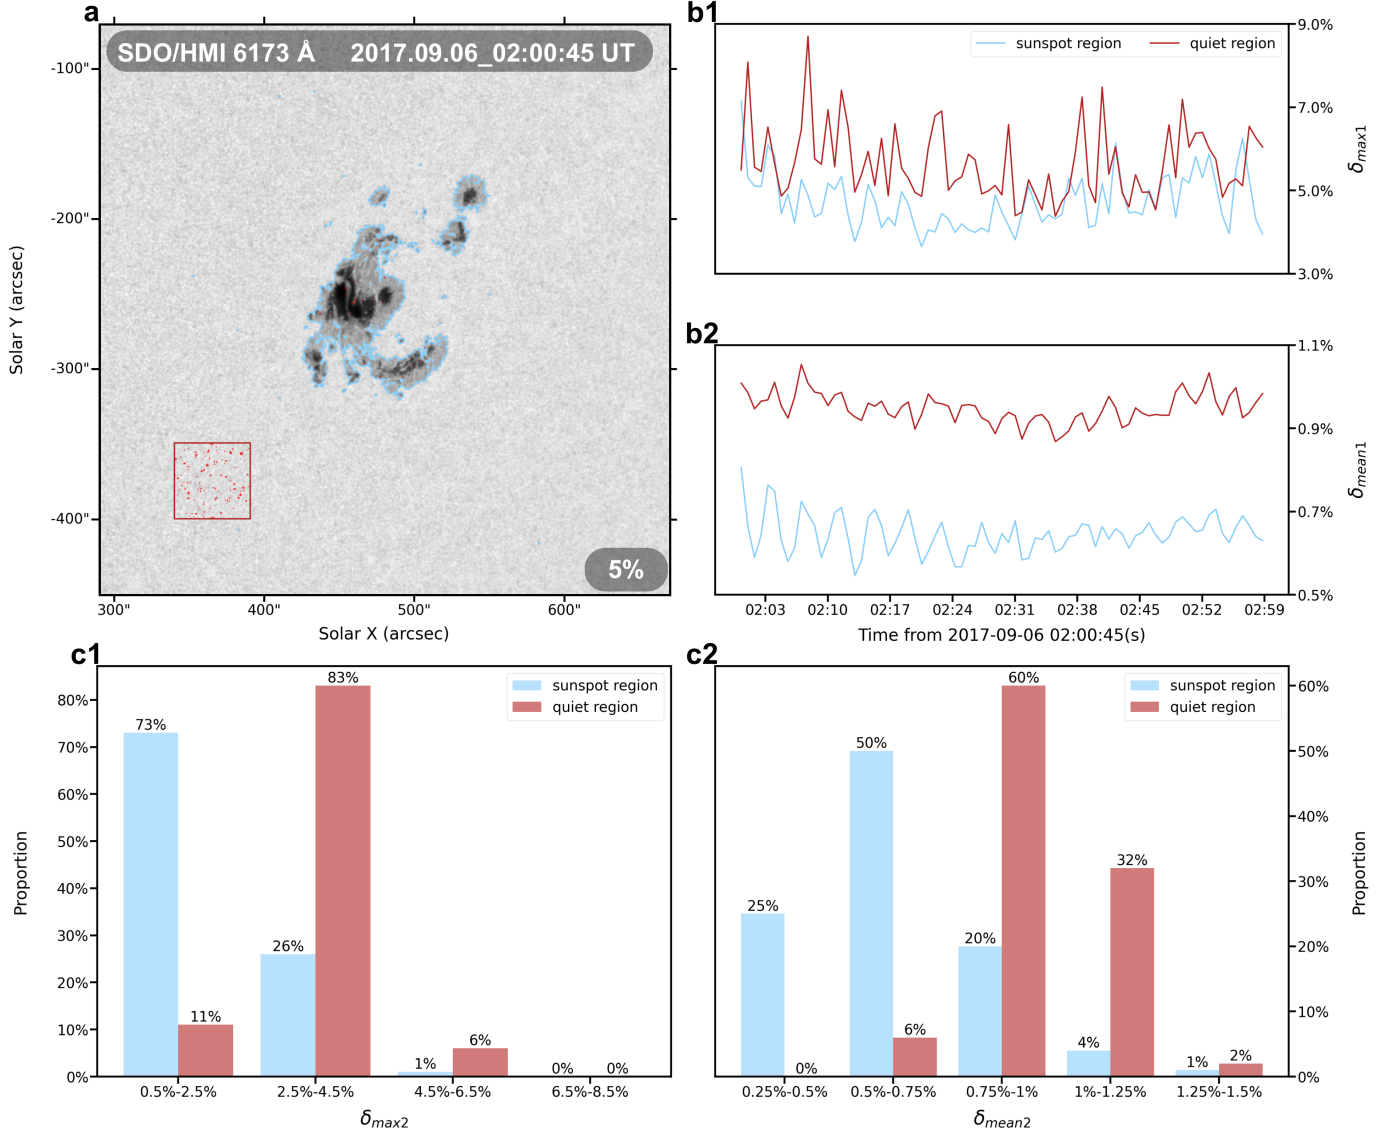 a
SDO/HMI 6173 Å 2017.09.06_02:00:45 UT
-100"
-200"
-300"
-400"
Solar Y (arcsec)
5%
300" 400" 500" 600"
Solar X (arcsec)
b1
sunspot region quiet region
9.0%
7.0%
5.0%
3.0%
δmax1
b2
1.1%
0.9%
0.7%
0.5%
δmean1
02:03 02:10 02:17 02:24 02:31 02:38 02:45 02:52 02:59
Time from 2017-09-06 02:00:45(s)
c1
sunspot region
quiet region
80%
70%
60%
50%
40%
30%
20%
10%
0%
Proportion
73%
11%
26%
83%
1%
6%
0%
0%
0.5%-2.5% 2.5%-4.5% 4.5%-6.5% 6.5%-8.5%
δmax2
c2
sunspot region
quiet region
60%
50%
40%
30%
20%
10%
0%
Proportion
25%
0%
50%
6%
20%
60%
4%
32%
1%
2%
0.25%-0.5% 0.5%-0.75% 0.75%-1% 1%-1.25% 1.25%-1.5%
δmean2